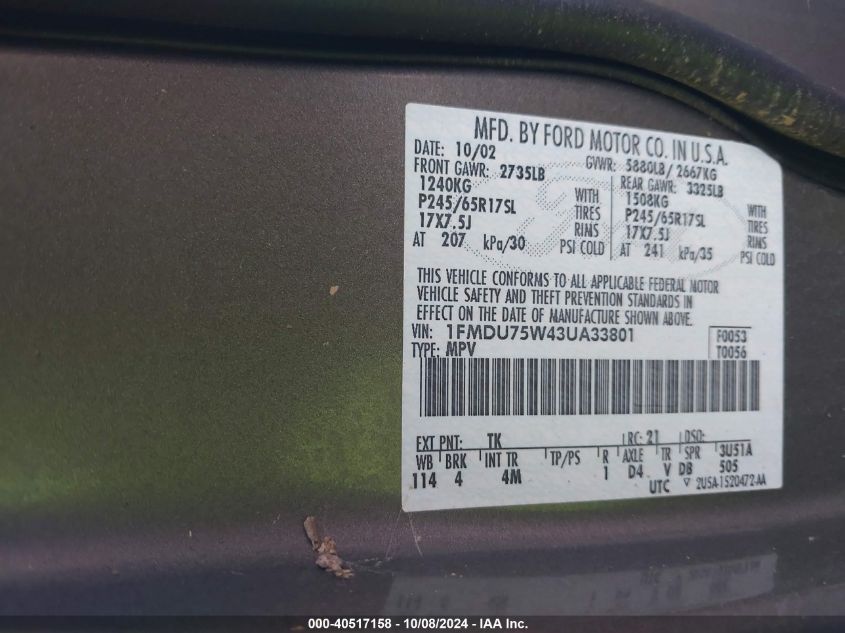 MFD. BY FORD MOTOR CO. IN U.S.A.
DATE: 10/02 GVWR: 5880LB/2667KG
FRONT GAWR: 2735LB REAR GAWR: 3325LB
1240KG WITH 1508KG WITH
P245/65R17SL TIRES P245/65R17SL TIRES
17X7.5J RIMS 17X7.5J RIMS
AT 207 kPa/30 PSI COLD AT 241 kPa/35 PSI COLD
THIS VEHICLE CONFORMS TO ALL APPLICABLE FEDERAL MOTOR
VEHICLE SAFETY AND THEFT PREVENTION STANDARDS IN
EFFECT ON THE DATE OF MANUFACTURE SHOWN ABOVE.
VIN: 1FMDU75W43UA33801 F0053
TYPE: MPV T0056
EXT PNT: TK RC: 21 DSO:
WB BRK INT TR TP/PS R AXLE TR SPR 3U51A
114 4 4M 1 D4 V DB 505
UTC ▽ 2U5A-1520472-AA
000-40517158 - 10/08/2024 - IAA Inc.